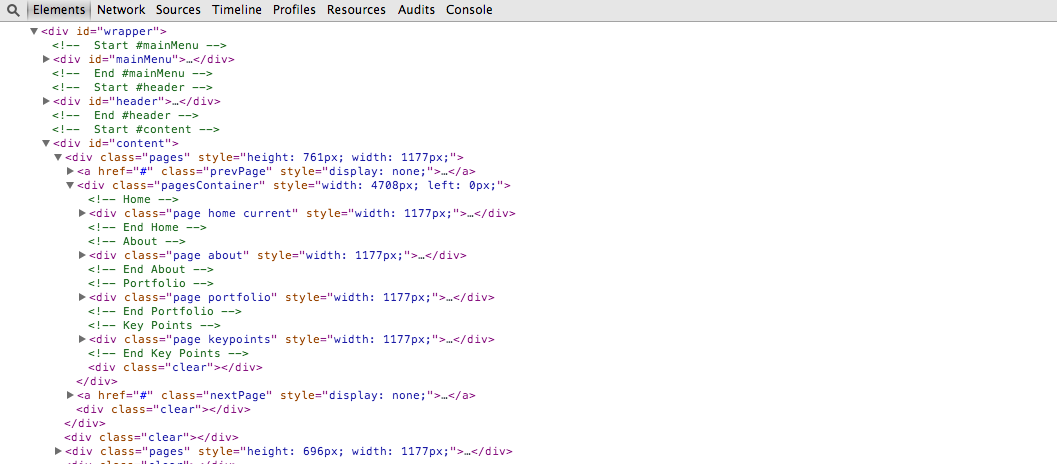 Elements Network Sources Timeline Profiles Resources Audits Console
<div id="wrapper">
<!--  Start #mainMenu -->
<div id="mainMenu">…</div>
<!--  End #mainMenu -->
<!--  Start #header -->
<div id="header">…</div>
<!--  End #header -->
<!--  Start #content -->
<div id="content">
<div class="pages" style="height: 761px; width: 1177px;">
<a href="#" class="prevPage" style="display: none;">…</a>
<div class="pagesContainer" style="width: 4708px; left: 0px;">
<!-- Home -->
<div class="page home current" style="width: 1177px;">…</div>
<!-- End Home -->
<!-- About -->
<div class="page about" style="width: 1177px;">…</div>
<!-- End About -->
<!-- Portfolio -->
<div class="page portfolio" style="width: 1177px;">…</div>
<!-- End Portfolio -->
<!-- Key Points -->
<div class="page keypoints" style="width: 1177px;">…</div>
<!-- End Key Points -->
<div class="clear"></div>
</div>
<a href="#" class="nextPage" style="display: none;">…</a>
<div class="clear"></div>
</div>
<div class="clear"></div>
<div class="pages" style="height: 696px; width: 1177px;">…</div>